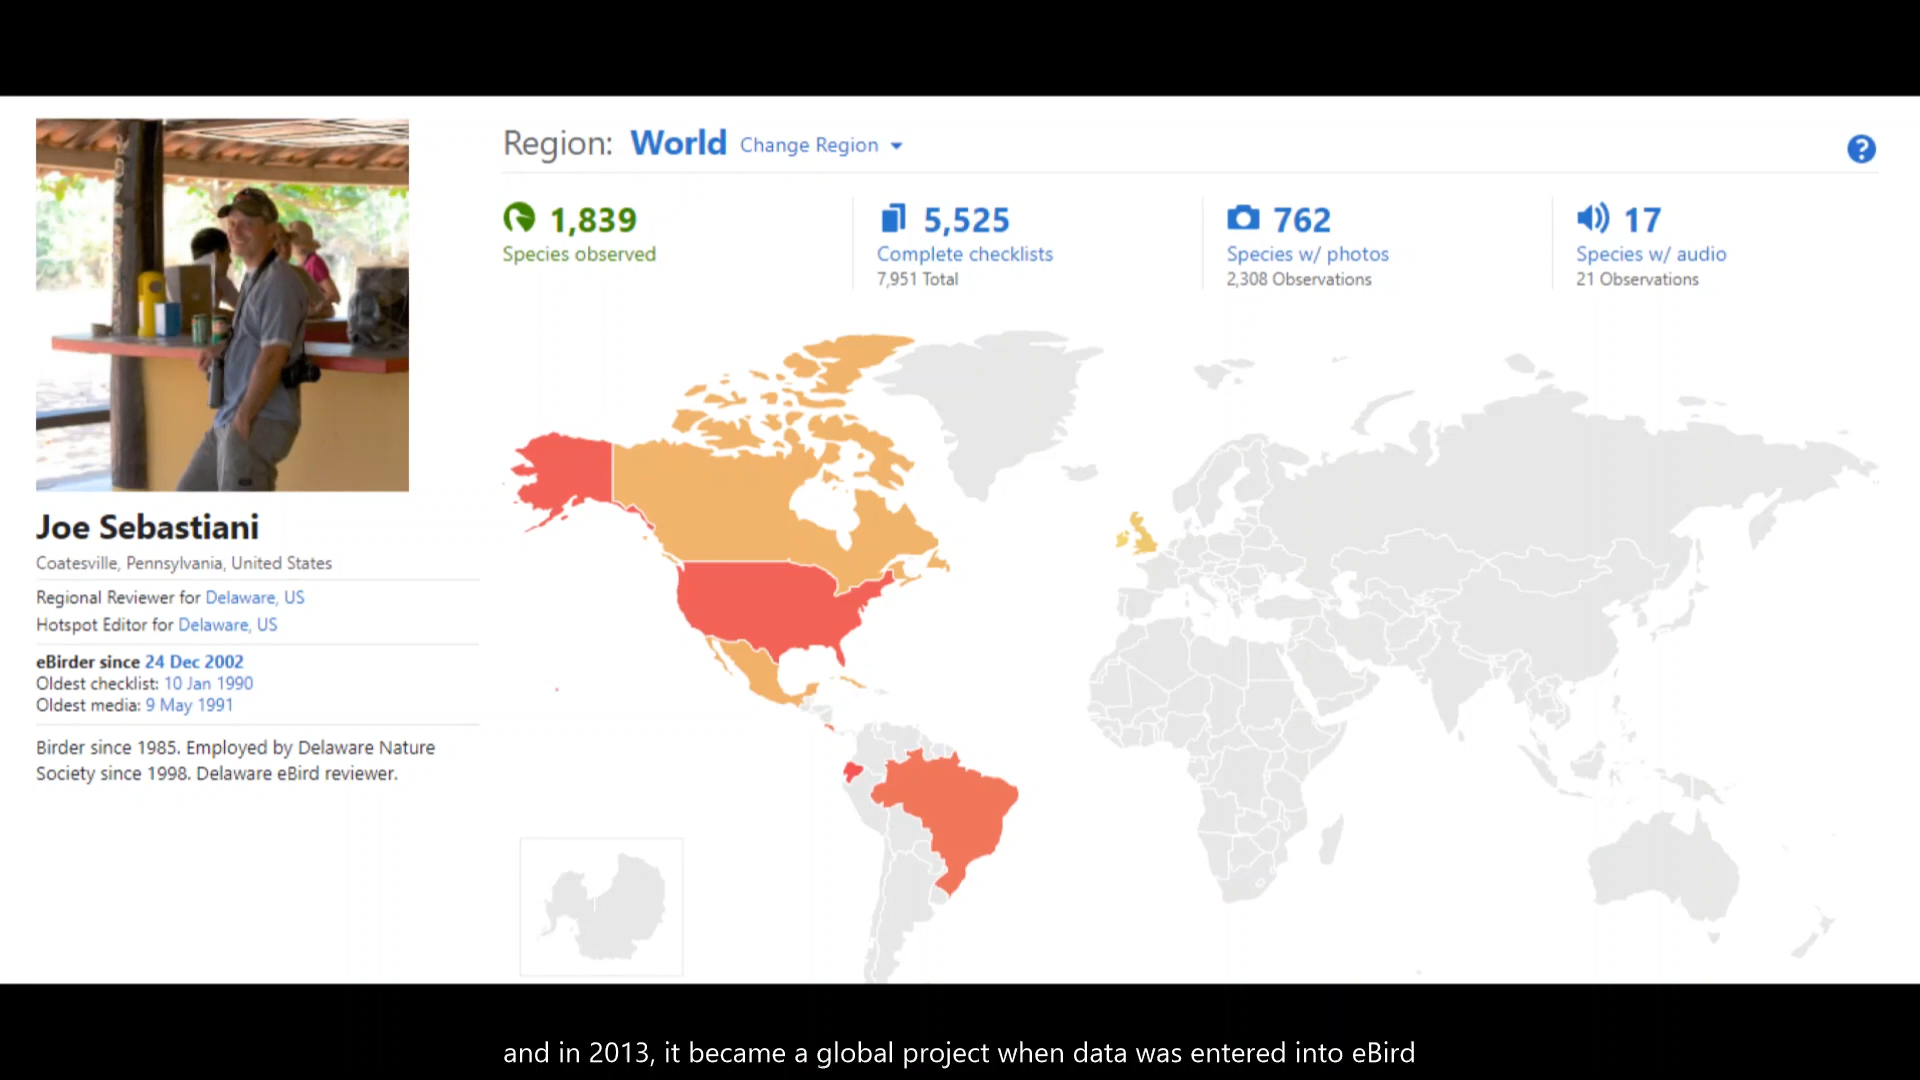 Region: World Change Region
1,839
Species observed
5,525
Complete checklists
7,951 Total
762
Species w/ photos
2,308 Observations
17
Species w/ audio
21 Observations
Joe Sebastiani
Coatesville, Pennsylvania, United States
Regional Reviewer for Delaware, US
Hotspot Editor for Delaware, US
eBirder since 24 Dec 2002
Oldest checklist: 10 Jan 1990
Oldest media: 9 May 1991
Birder since 1985. Employed by Delaware Nature
Society since 1998. Delaware eBird reviewer.
and in 2013, it became a global project when data was entered into eBird